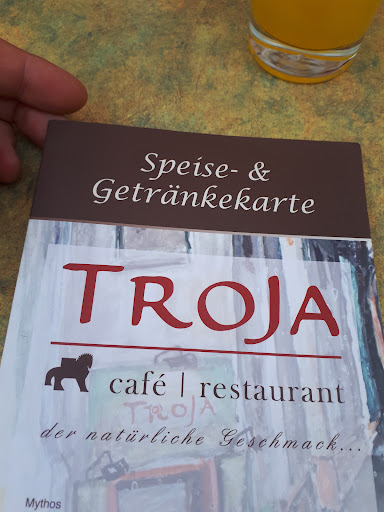 Speise- &
Getränkekarte
TROJA
café | restaurant
TROJA
der natürliche Geschmack...
Mythos